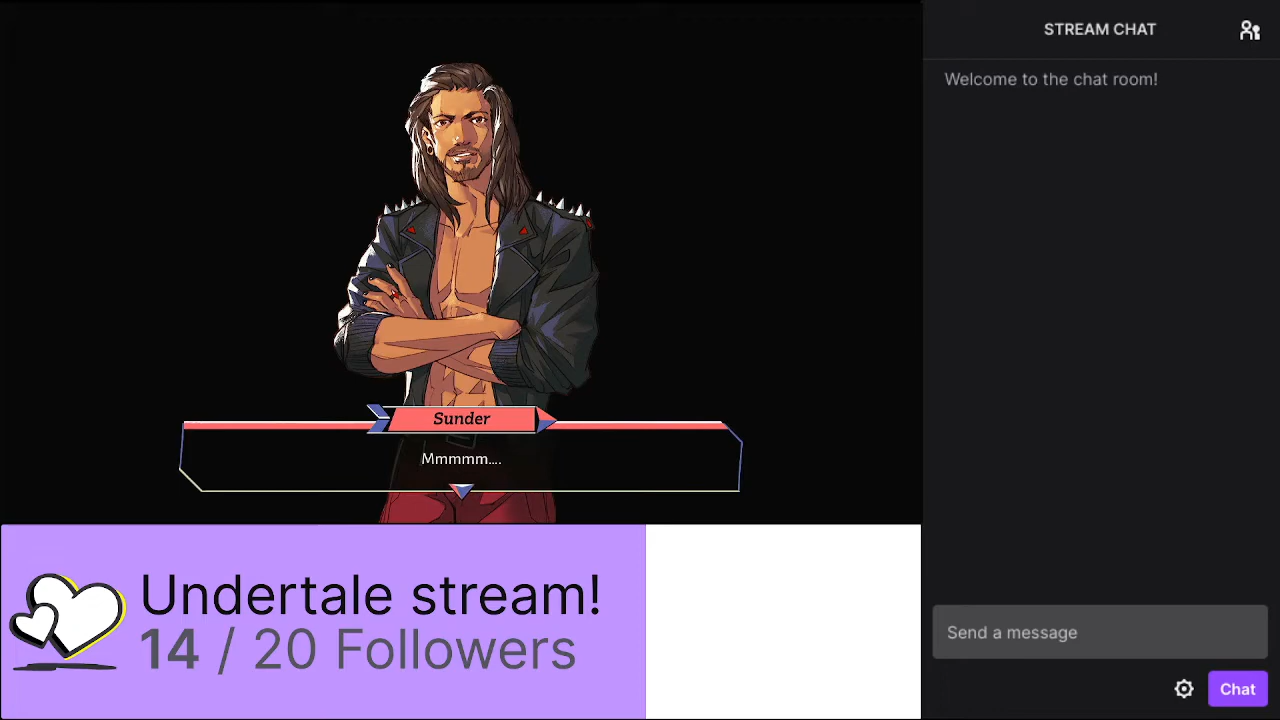 STREAM CHAT
Welcome to the chat room!
Sunder
Mmmmm....
Undertale stream!
14 / 20 Followers
Send a message
Chat